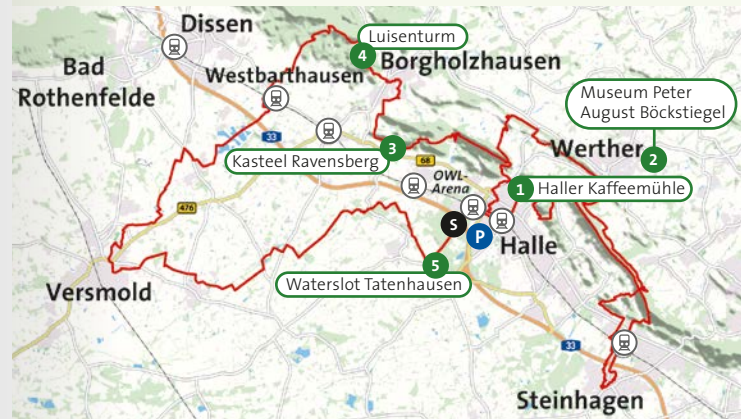 Dissen
Luisenturm
4
Bad
Rothenfelde
Westbarthausen
Borgholzhausen
Museum Peter
August Böckstiegel
33
Werther
2
3
Kasteel Ravensberg
68
OWL-
Arena
1
Haller Kaffeemühle
476
S
P
Halle
5
Waterslot Tatenhausen
Versmold
33
Steinhagen